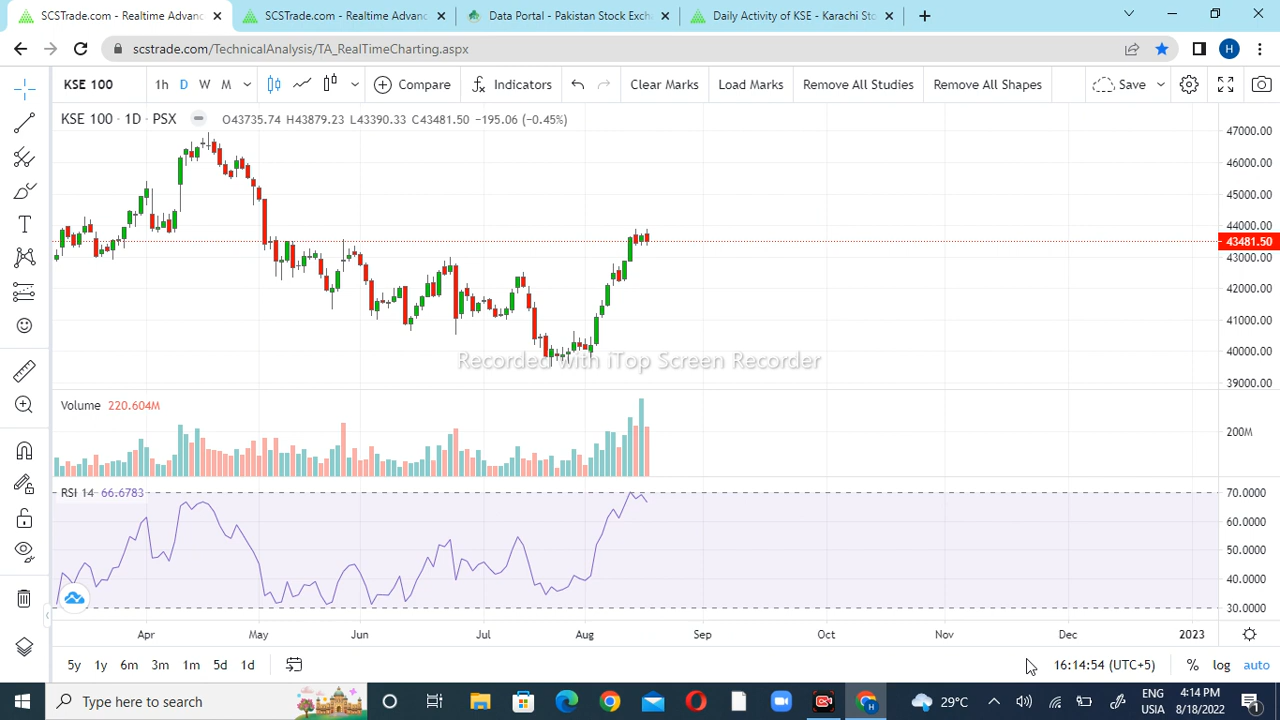 SCSTrade.com - Realtime Advanc
SCSTrade.com - Realtime Advanc
Data Portal - Pakistan Stock Exch
Daily Activity of KSE - Karachi Sto
scstrade.com/TechnicalAnalysis/TA_RealTimeCharting.aspx
H
KSE 100
1h D W M
Compare
Indicators
Clear Marks
Load Marks
Remove All Studies
Remove All Shapes
Save
KSE 100 · 1D · PSX
O43735.74 H43879.23 L43390.33 C43481.50 −195.06 (−0.45%)
47000.00
46000.00
45000.00
44000.00
43481.50
43000.00
42000.00
41000.00
40000.00
39000.00
T
Recorded with iTop Screen Recorder
Volume 220.604M
200M
RSI 14 66.6783
70.0000
60.0000
50.0000
40.0000
30.0000
Apr May Jun Jul Aug Sep Oct Nov Dec 2023
5y 1y 6m 3m 1m 5d 1d
16:14:54 (UTC+5)
% log auto
Type here to search
29°C
ENG
USIA
4:14 PM
8/18/2022
1